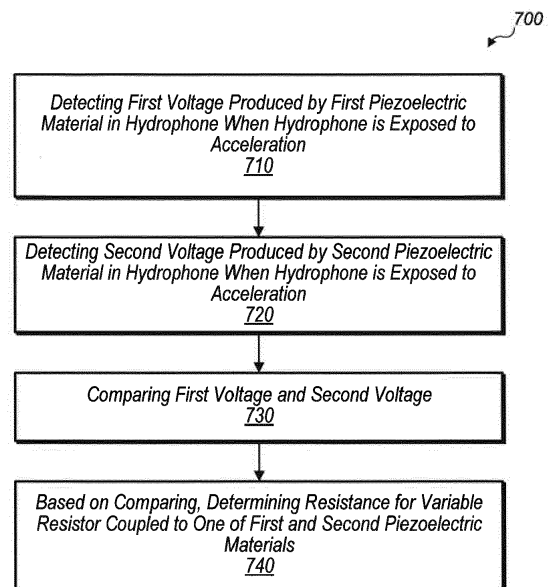 700
Detecting First Voltage Produced by First Piezoelectric
Material in Hydrophone When Hydrophone is Exposed to
Acceleration
710
Detecting Second Voltage Produced by Second Piezoelectric
Material in Hydrophone When Hydrophone is Exposed to
Acceleration
720
Comparing First Voltage and Second Voltage
730
Based on Comparing, Determining Resistance for Variable
Resistor Coupled to One of First and Second Piezoelectric
Materials
740